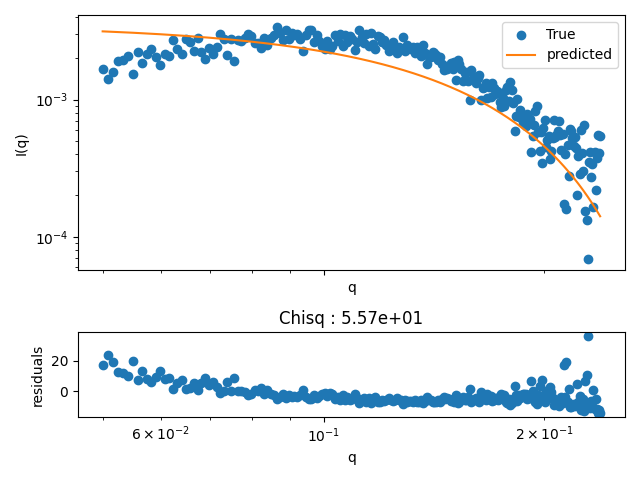 True
predicted
10⁻³
10⁻⁴
I(q)
q
Chisq : 5.57e+01
20
0
residuals
6 × 10⁻²
10⁻¹
2 × 10⁻¹
q